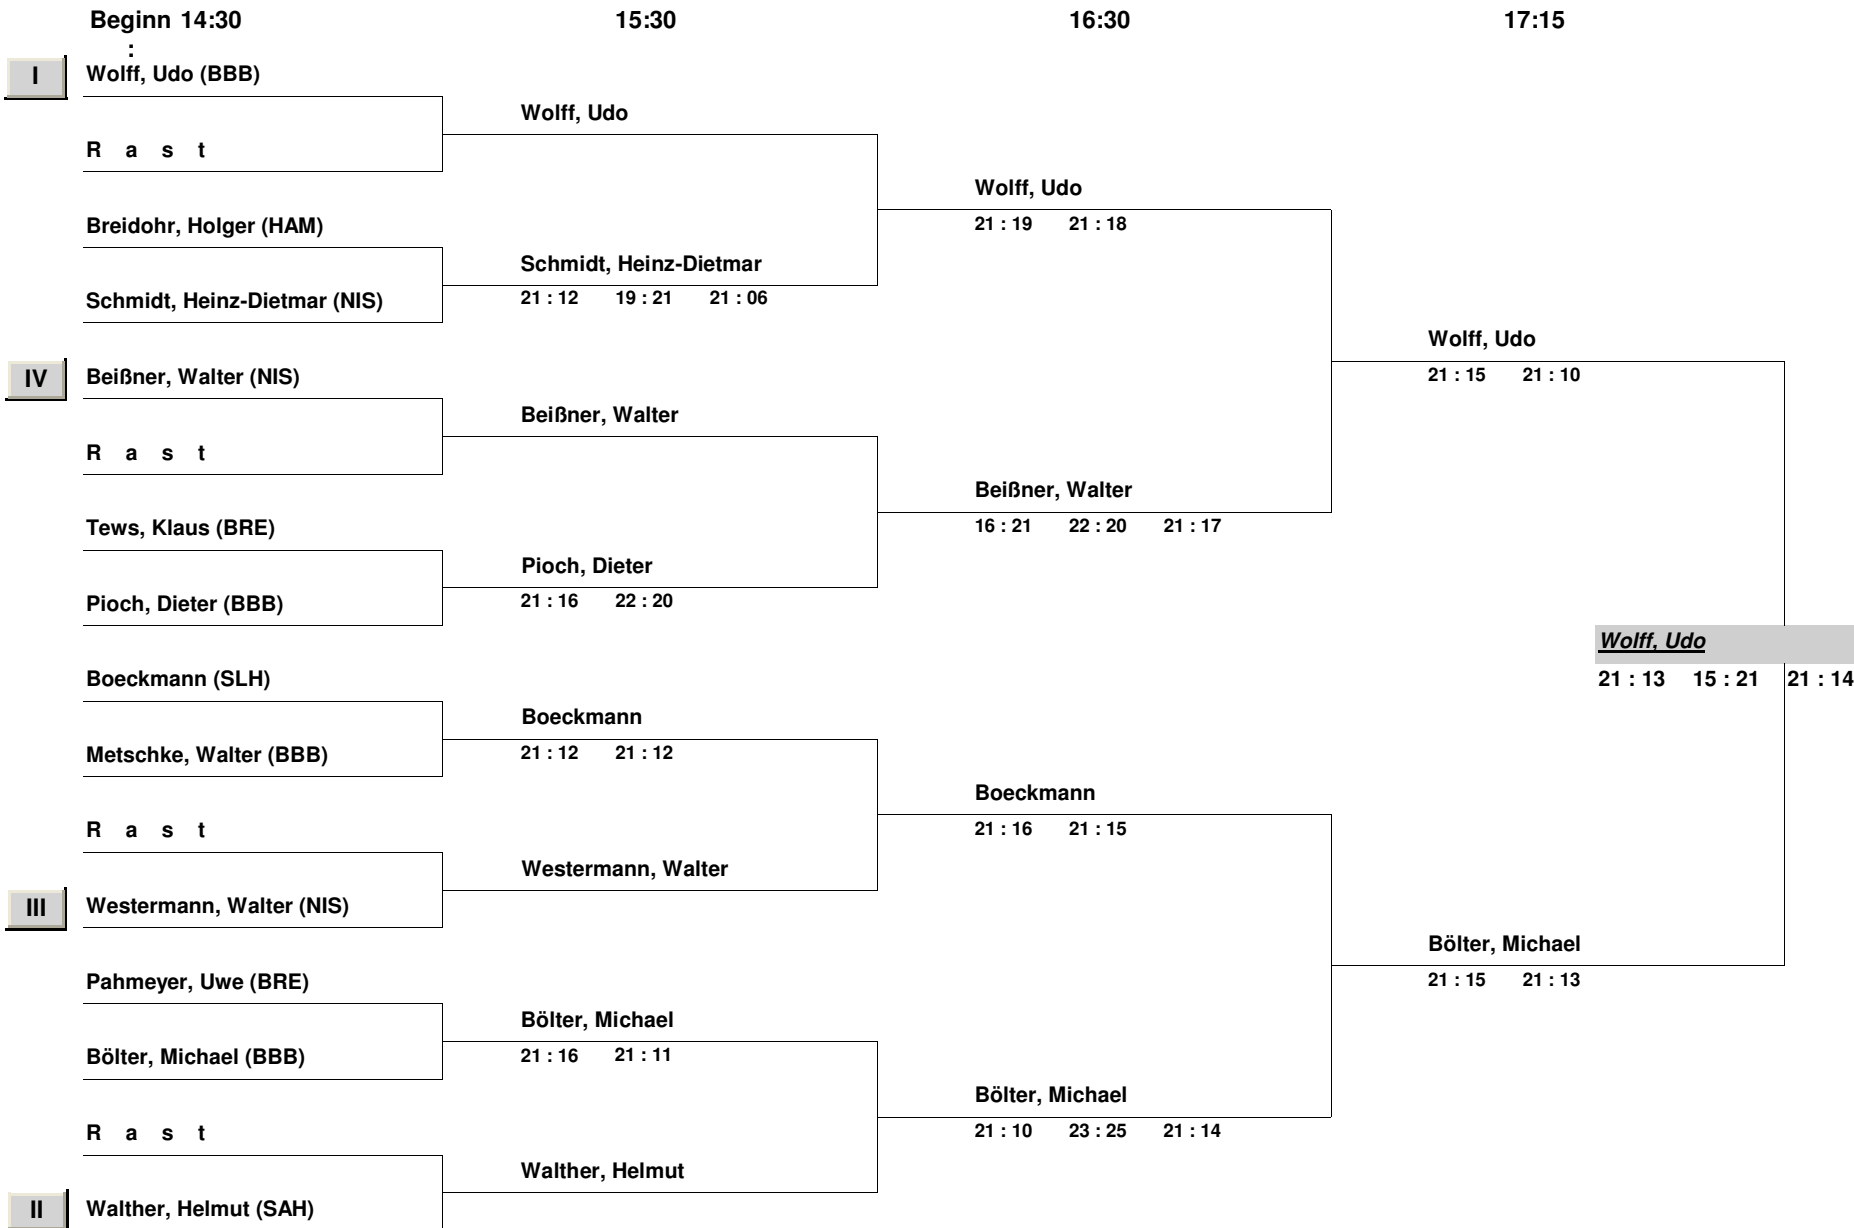 Beginn 14:30 15:30 16:30 17:15
:
I Wolff, Udo (BBB)
Wolff, Udo
R a s t
Wolff, Udo
Breidohr, Holger (HAM) 21 : 19 21 : 18
Schmidt, Heinz-Dietmar
Schmidt, Heinz-Dietmar (NIS) 21 : 12 19 : 21 21 : 06
Wolff, Udo
IV Beißner, Walter (NIS) 21 : 15 21 : 10
Beißner, Walter
R a s t
Beißner, Walter
Tews, Klaus (BRE) 16 : 21 22 : 20 21 : 17
Pioch, Dieter
Pioch, Dieter (BBB) 21 : 16 22 : 20
Wolff, Udo
Boeckmann (SLH) 21 : 13 15 : 21 21 : 14
Boeckmann
Metschke, Walter (BBB) 21 : 12 21 : 12
Boeckmann
R a s t 21 : 16 21 : 15
Westermann, Walter
III Westermann, Walter (NIS)
Bölter, Michael
Pahmeyer, Uwe (BRE) 21 : 15 21 : 13
Bölter, Michael
Bölter, Michael (BBB) 21 : 16 21 : 11
Bölter, Michael
R a s t 21 : 10 23 : 25 21 : 14
Walther, Helmut
II Walther, Helmut (SAH)